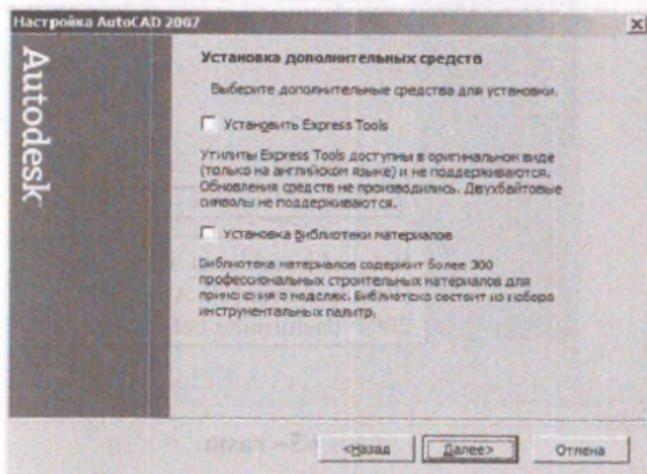 Настройка AutoCAD 2007
Autodesk
Установка дополнительных средств
Выберите дополнительные средства для установки.
Установить Express Tools
Утилиты Express Tools доступны в оригинальном виде
(только на английском языке) и не поддерживаются.
Обновления средств не производились. Двухбайтовые
символы не поддерживаются.
Установка Библиотеки материалов
Библиотека материалов содержит более 300
профессиональных строительных материалов для
применения в моделях. Библиотека состоит из набора
инструментальных палитр.
<Назад
Далее>
Отмена